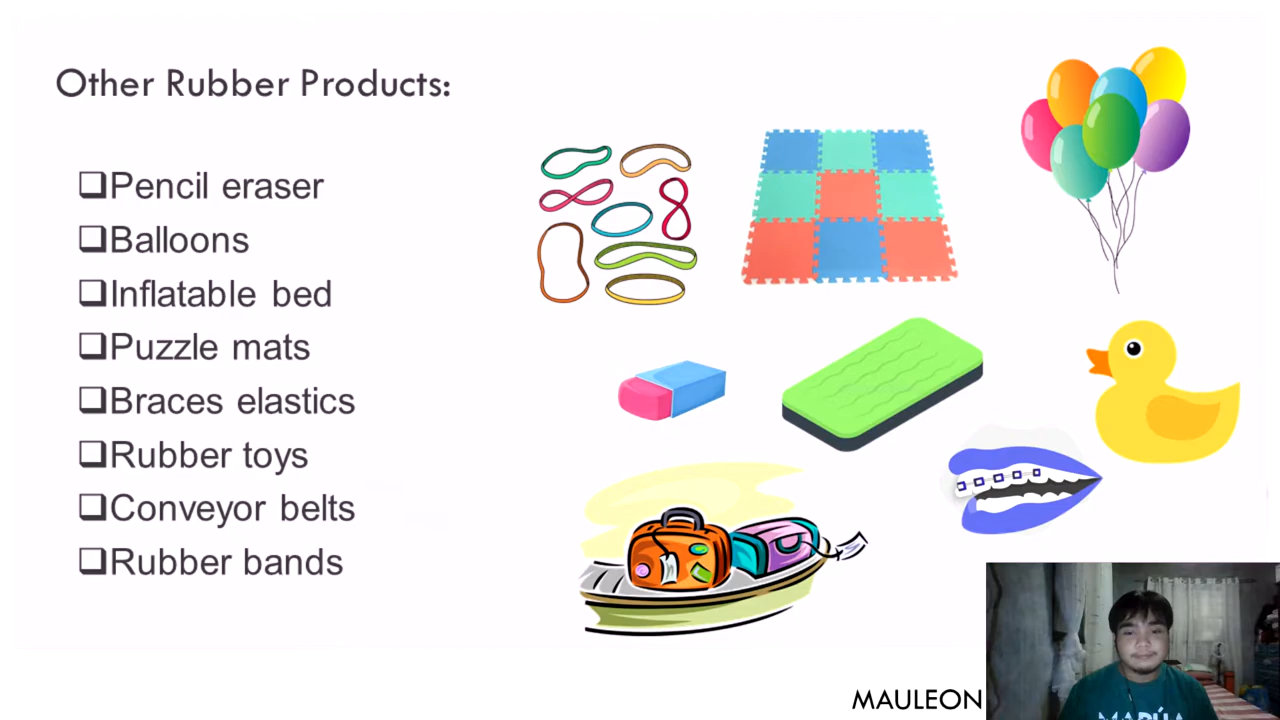 Other Rubber Products:
❑Pencil eraser
❑Balloons
❑Inflatable bed
❑Puzzle mats
❑Braces elastics
❑Rubber toys
❑Conveyor belts
❑Rubber bands
MAULEON
MAPÚA